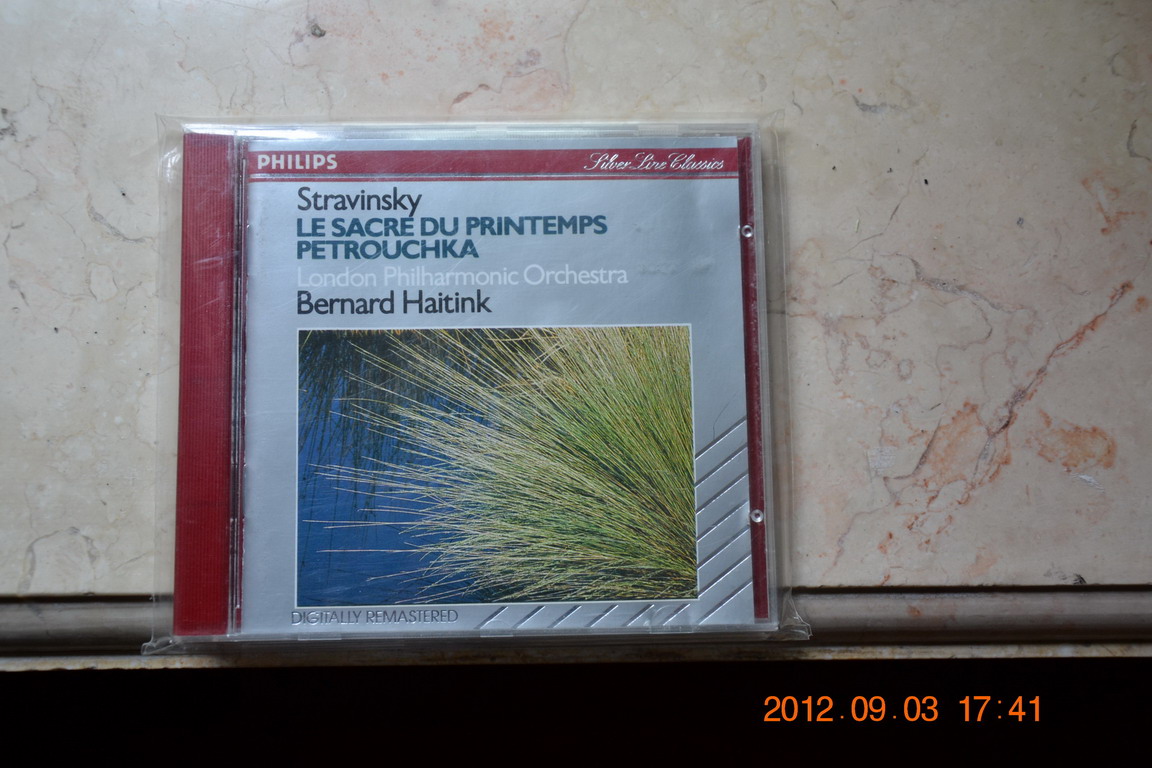 PHILIPS Silver Line Classics
Stravinsky
LE SACRE DU PRINTEMPS
PETROUCHKA
London Philharmonic Orchestra
Bernard Haitink
DIGITALLY REMASTERED
2012.09.03 17:41